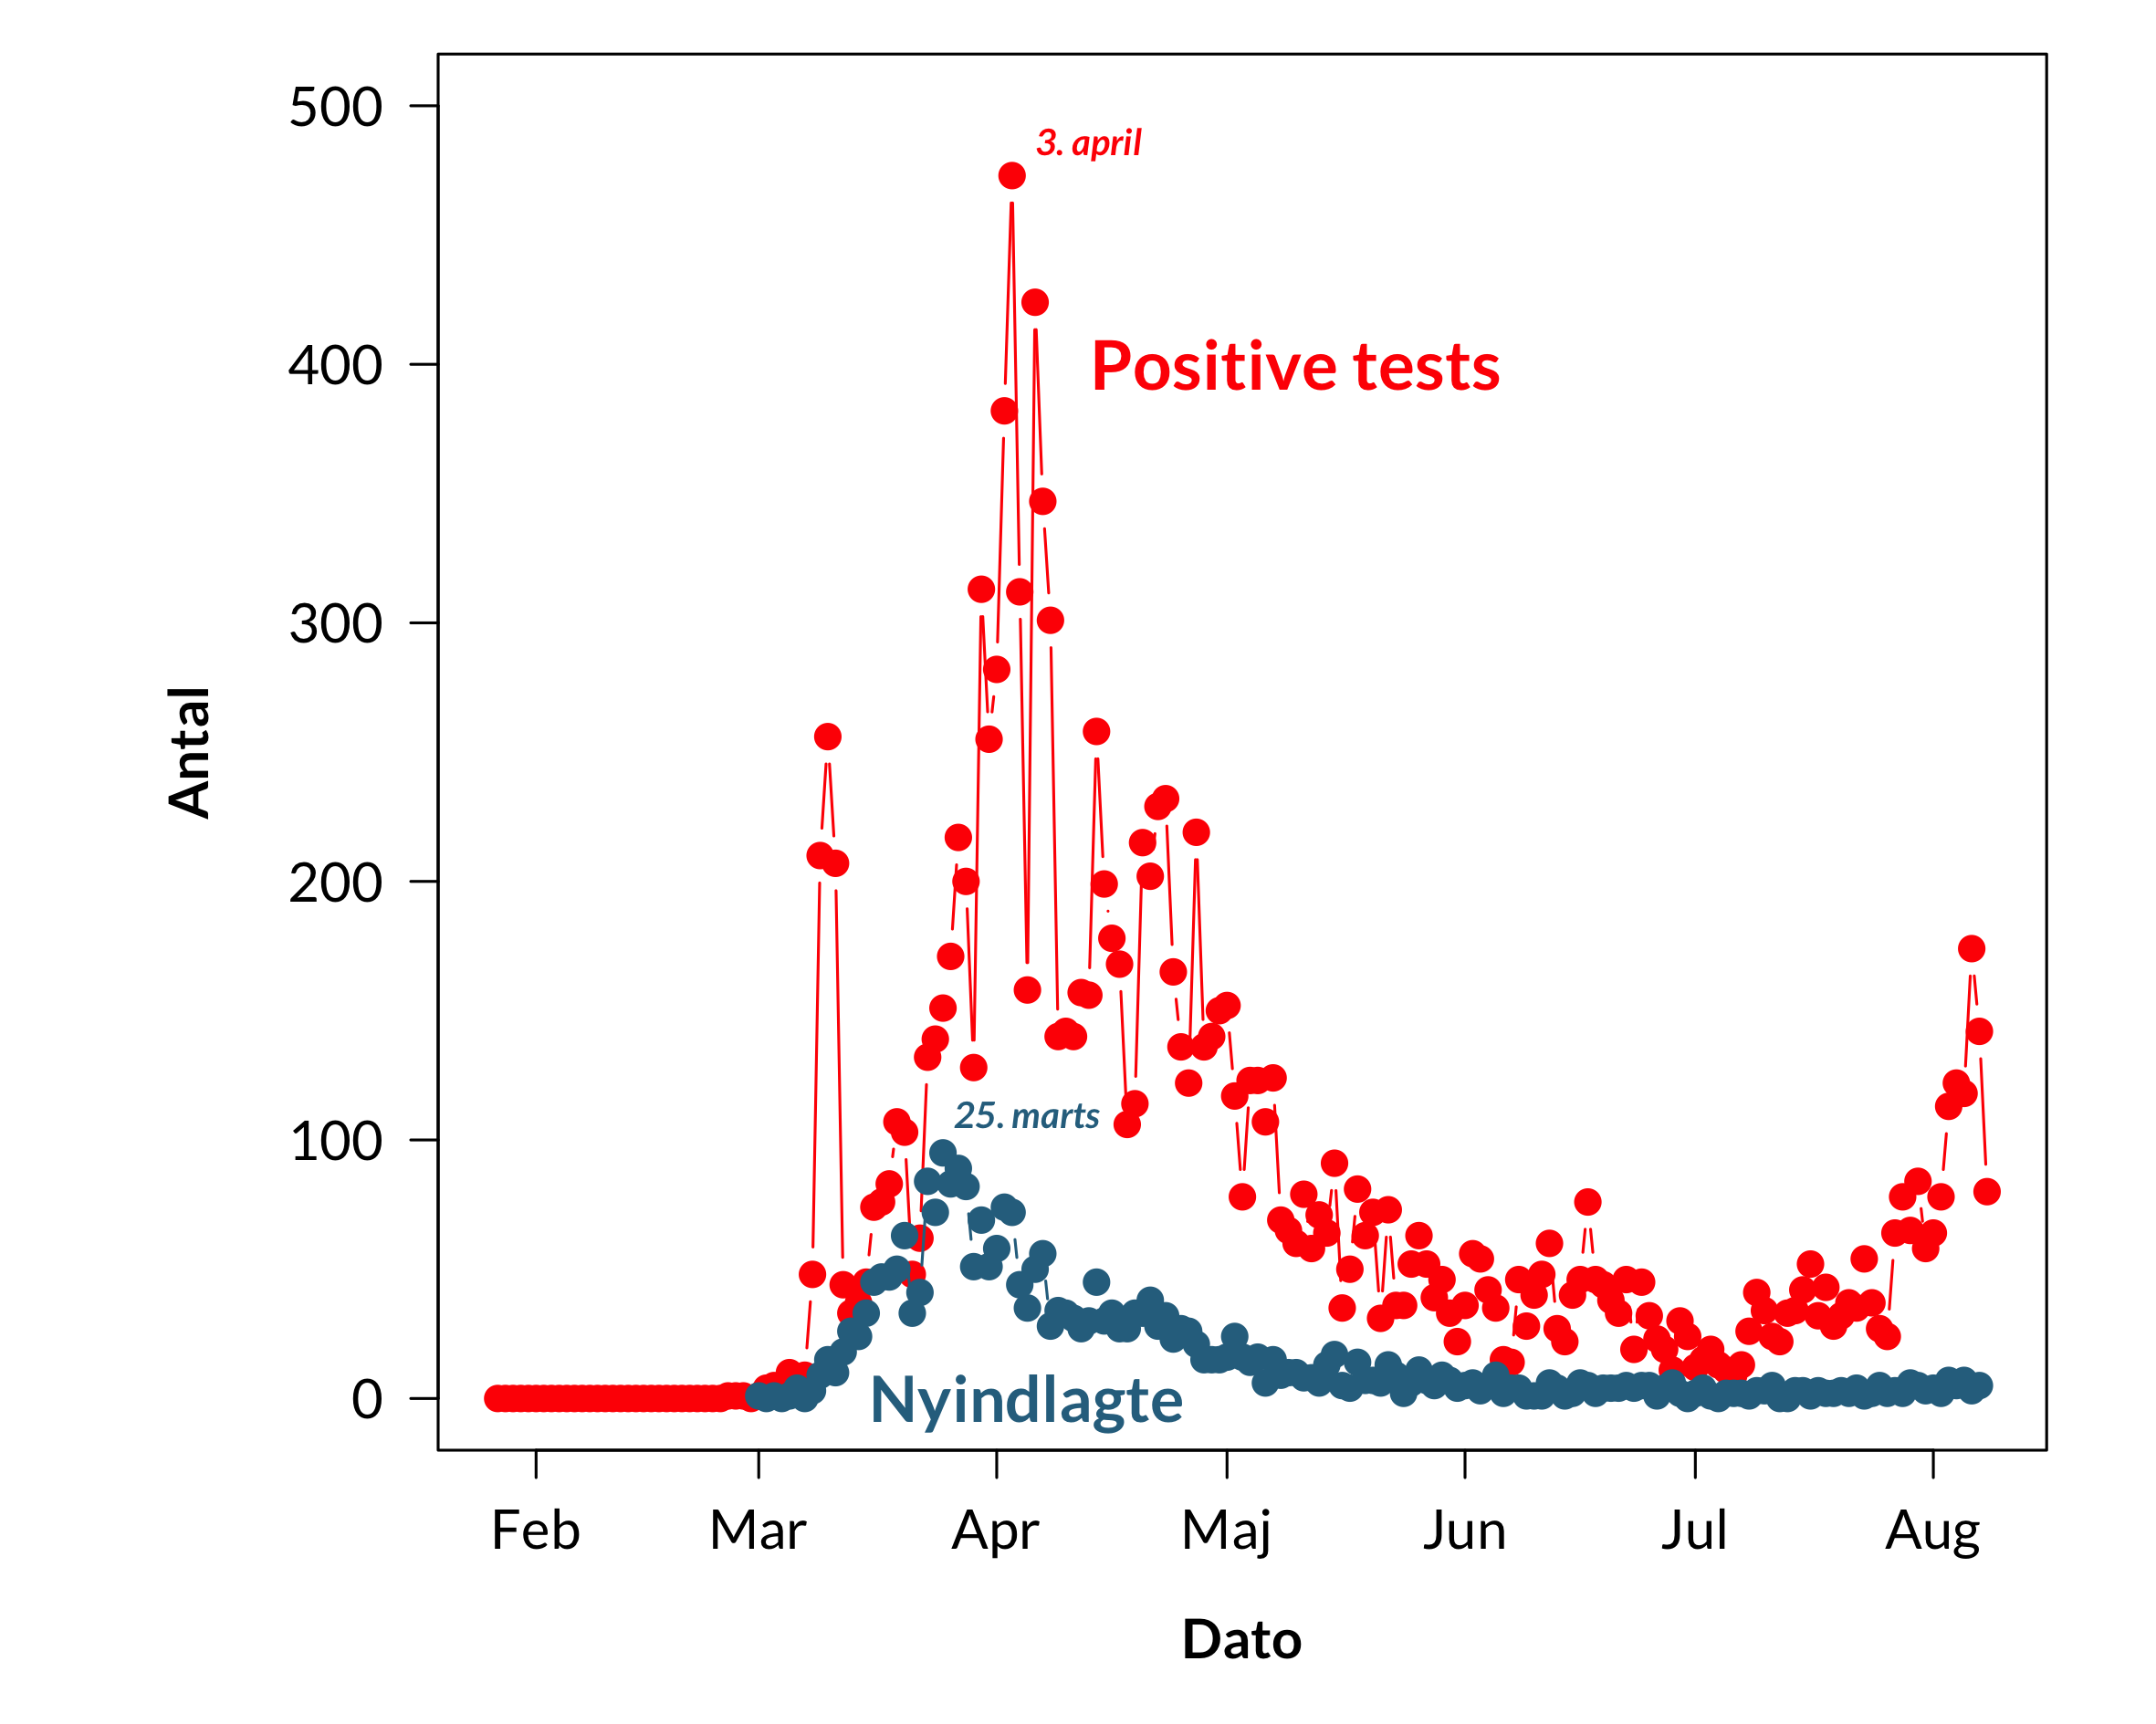 500
3. april
Positive tests
400
300
Antal
200
25. marts
100
0
Nyindlagte
Feb Mar Apr Maj Jun Jul Aug
Dato